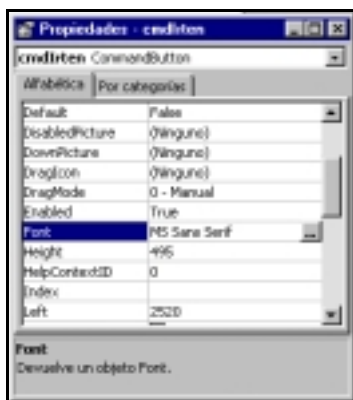 Propiedades - cmdIrten
cmdIrten CommandButton
Alfabética Por categorías
Default False
DisabledPicture (Ninguno)
DownPicture (Ninguno)
DragIcon (Ninguno)
DragMode 0 - Manual
Enabled True
Font MS Sans Serif ...
Height 495
HelpContextID 0
Index
Left 2520
Font
Devuelve un objeto Font.